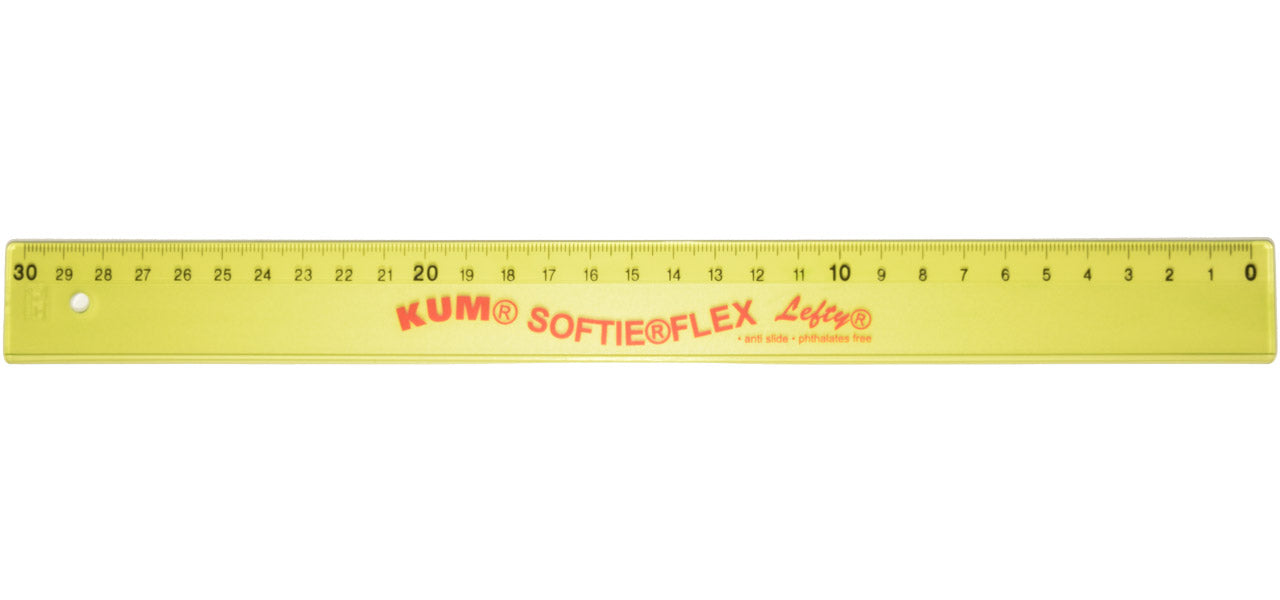 30 29 28 27 26 25 24 23 22 21 20 19 18 17 16 15 14 13 12 11 10 9 8 7 6 5 4 3 2 1 0
KUM® SOFTIE®FLEX Lefty®
• anti slide • phthalates free